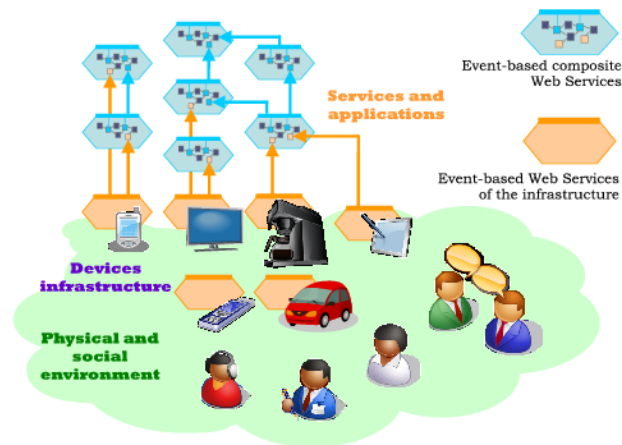 Event-based composite
Web Services
Services and
applications
Event-based Web Services
of the infrastructure
Devices
infrastructure
Physical and
social
environment